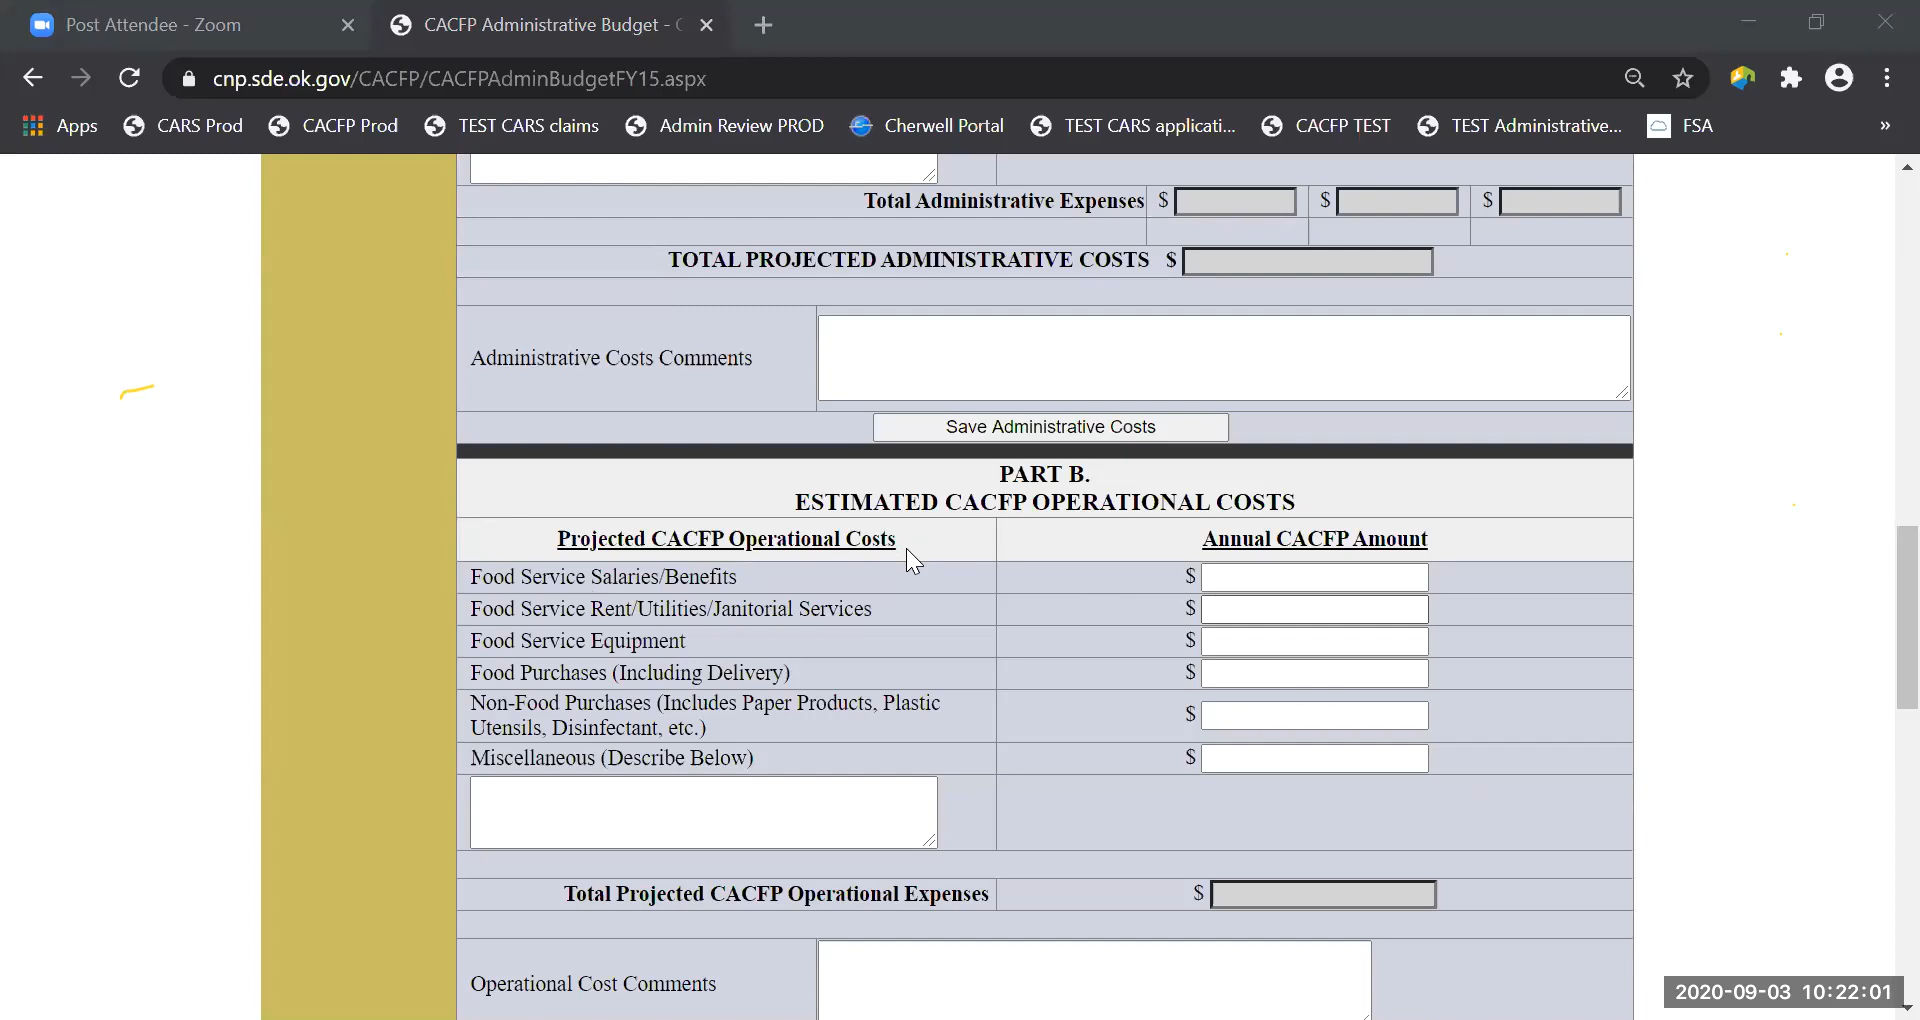 Post Attendee - Zoom
CACFP Administrative Budget -
cnp.sde.ok.gov/CACFP/CACFPAdminBudgetFY15.aspx
Apps CARS Prod CACFP Prod TEST CARS claims Admin Review PROD Cherwell Portal TEST CARS applicati... CACFP TEST TEST Administrative... FSA »
Total Administrative Expenses $ $ $
TOTAL PROJECTED ADMINISTRATIVE COSTS $
Administrative Costs Comments
Save Administrative Costs
PART B.
ESTIMATED CACFP OPERATIONAL COSTS
Projected CACFP Operational Costs Annual CACFP Amount
Food Service Salaries/Benefits $
Food Service Rent/Utilities/Janitorial Services $
Food Service Equipment $
Food Purchases (Including Delivery) $
Non-Food Purchases (Includes Paper Products, Plastic
Utensils, Disinfectant, etc.) $
Miscellaneous (Describe Below) $
Total Projected CACFP Operational Expenses $
Operational Cost Comments
2020-09-03 10:22:01